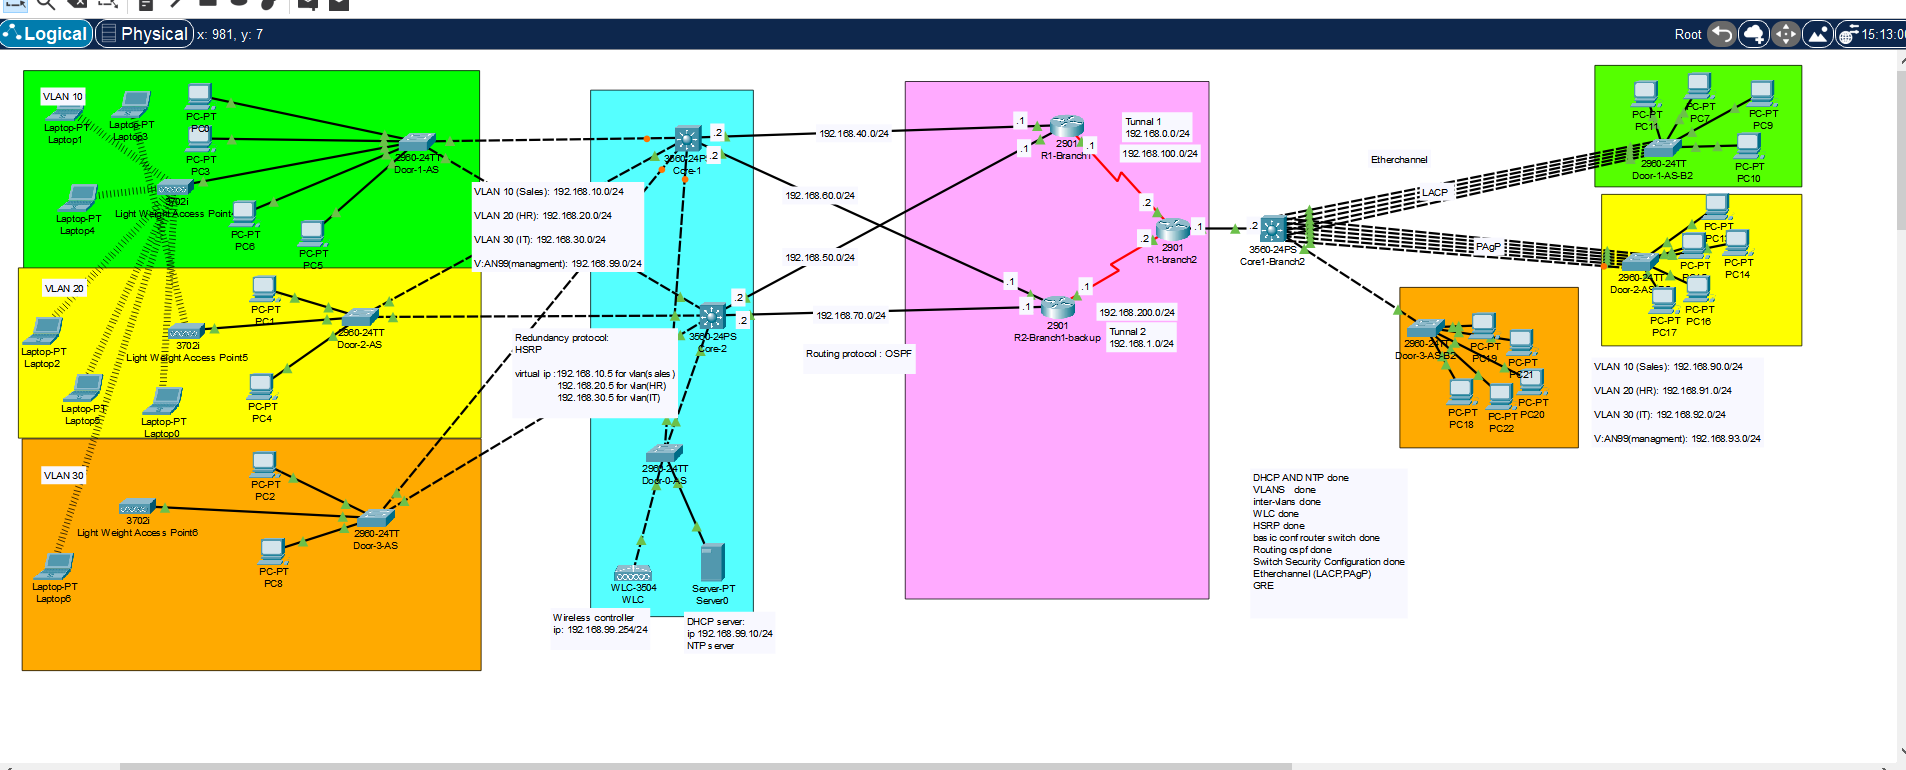 Logical
Physical
x: 981, y: 7
Root
15:13:0
VLAN 10
Laptop-PT
Laptop1
Laptop-PT
Laptop3
PC-PT
PC0
PC-PT
PC3
2960-24TT
Door-1-AS
3702i
Light Weight Access Point4
Laptop-PT
Laptop4
PC-PT
PC6
PC-PT
PC5
VLAN 20
PC-PT
PC1
2960-24TT
Door-2-AS
Laptop-PT
Laptop2
3702i
Light Weight Access Point5
Laptop-PT
Laptop-PT
Laptop0
PC-PT
PC4
VLAN 30
PC-PT
PC2
3702i
Light Weight Access Point6
2960-24TT
Door-3-AS
PC-PT
PC8
Laptop-PT
Laptop6
VLAN 10 (Sales): 192.168.10.0/24
VLAN 20 (HR): 192.168.20.0/24
VLAN 30 (IT): 192.168.30.0/24
V:AN99(managment): 192.168.99.0/24
.2
.2
3560-24PS
Core-1
Redundancy protocol:
HSRP
virtual ip :192.168.10.5 for vlan(sales)
192.168.20.5 for vlan(HR)
192.168.30.5 for vlan(IT)
.2
.2
3560-24PS
Core-2
2960-24TT
Door-0-AS
WLC-3504
WLC
Server-PT
Server0
Wireless controller
ip: 192.168.99.254/24
DHCP server:
ip 192.168.99.10/24
NTP server
192.168.40.0/24
192.168.60.0/24
192.168.50.0/24
192.168.70.0/24
Routing protocol : OSPF
.1
.1
.1
2901
R1-Branch1
Tunnal 1
192.168.0.0/24
192.168.100.0/24
.2
.2
.1
2901
R1-branch2
.1
.1
.1
2901
R2-Branch1-backup
192.168.200.0/24
Tunnel 2
192.168.1.0/24
.2
3560-24PS
Core1-Branch2
Etherchannel
LACP
PAgP
PC-PT
PC11
PC-PT
PC7
PC-PT
PC9
2960-24TT
Door-1-AS-B2
PC-PT
PC10
PC-PT
PC-PT
PC-PT
PC14
2960-24TT
PC-PT
PC17
PC-PT
PC16
2960-24TT
Door-3-AS-B2
PC-PT
PC19
PC-PT
PC21
PC-PT
PC18
PC-PT
PC22
PC-PT
PC20
VLAN 10 (Sales): 192.168.90.0/24
VLAN 20 (HR): 192.168.91.0/24
VLAN 30 (IT): 192.168.92.0/24
V:AN99(managment): 192.168.93.0/24
DHCP AND NTP done
VLANS done
inter-vlans done
WLC done
HSRP done
basic conf router switch done
Routing ospf done
Switch Security Configuration done
Etherchannel (LACP,PAgP)
GRE